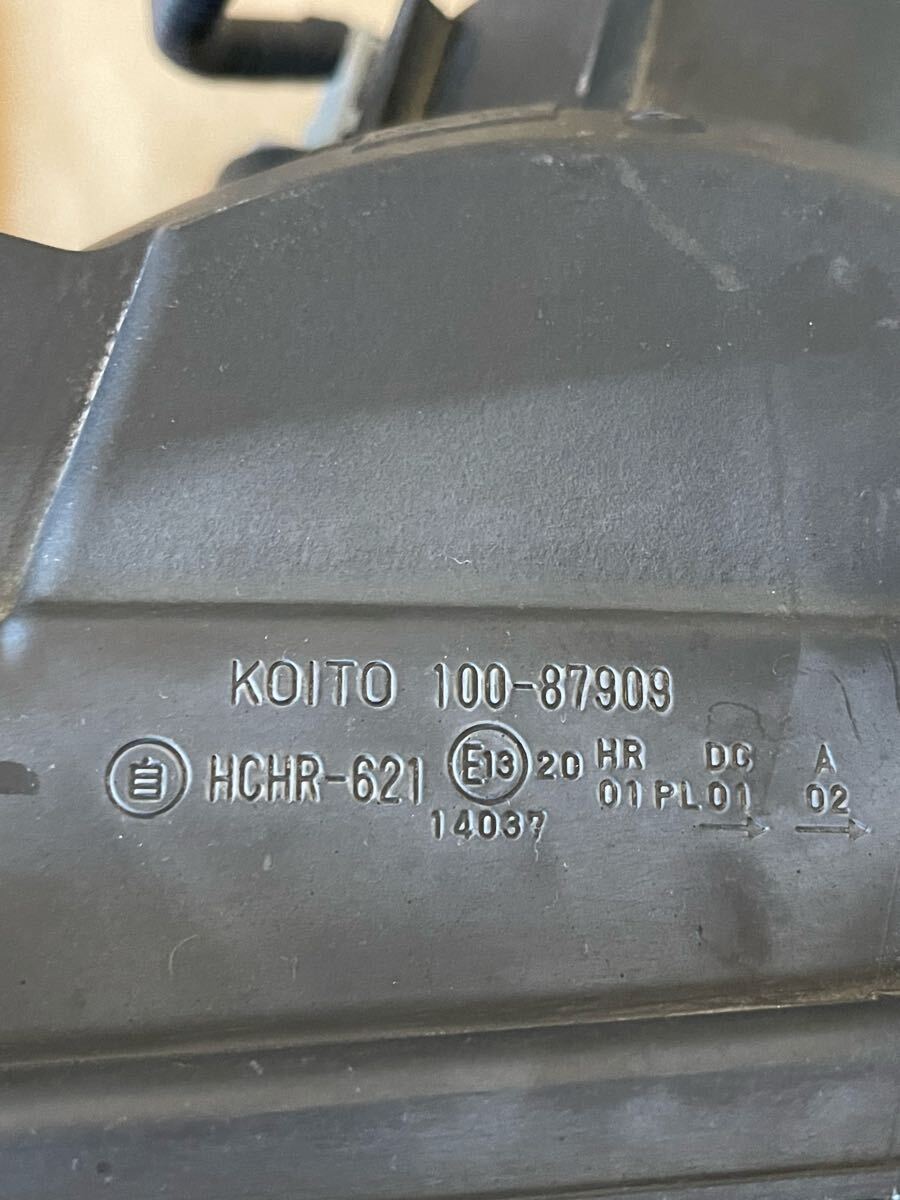 KOITO 100-87909
自 HCHR-621 E13 20 HR DC A
01 PL 01 02
14037 → →